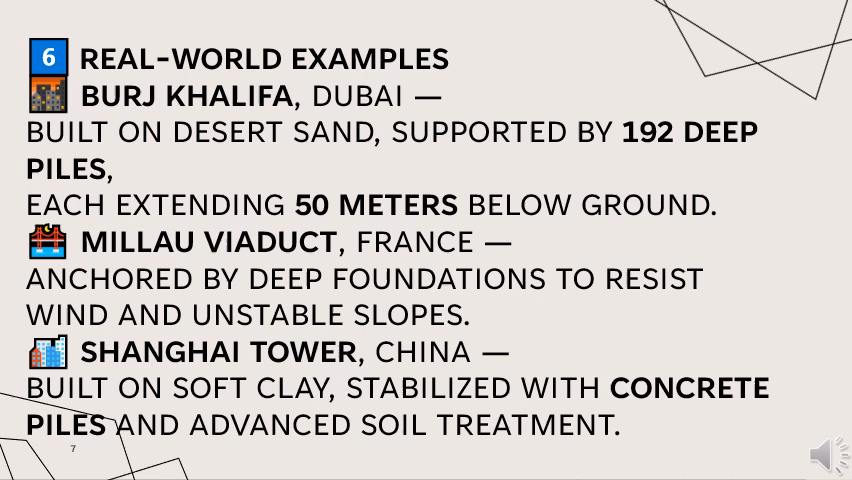 6 REAL-WORLD EXAMPLES
BURJ KHALIFA, DUBAI —
BUILT ON DESERT SAND, SUPPORTED BY 192 DEEP
PILES,
EACH EXTENDING 50 METERS BELOW GROUND.
MILLAU VIADUCT, FRANCE —
ANCHORED BY DEEP FOUNDATIONS TO RESIST
WIND AND UNSTABLE SLOPES.
SHANGHAI TOWER, CHINA —
BUILT ON SOFT CLAY, STABILIZED WITH CONCRETE
PILES AND ADVANCED SOIL TREATMENT.
7